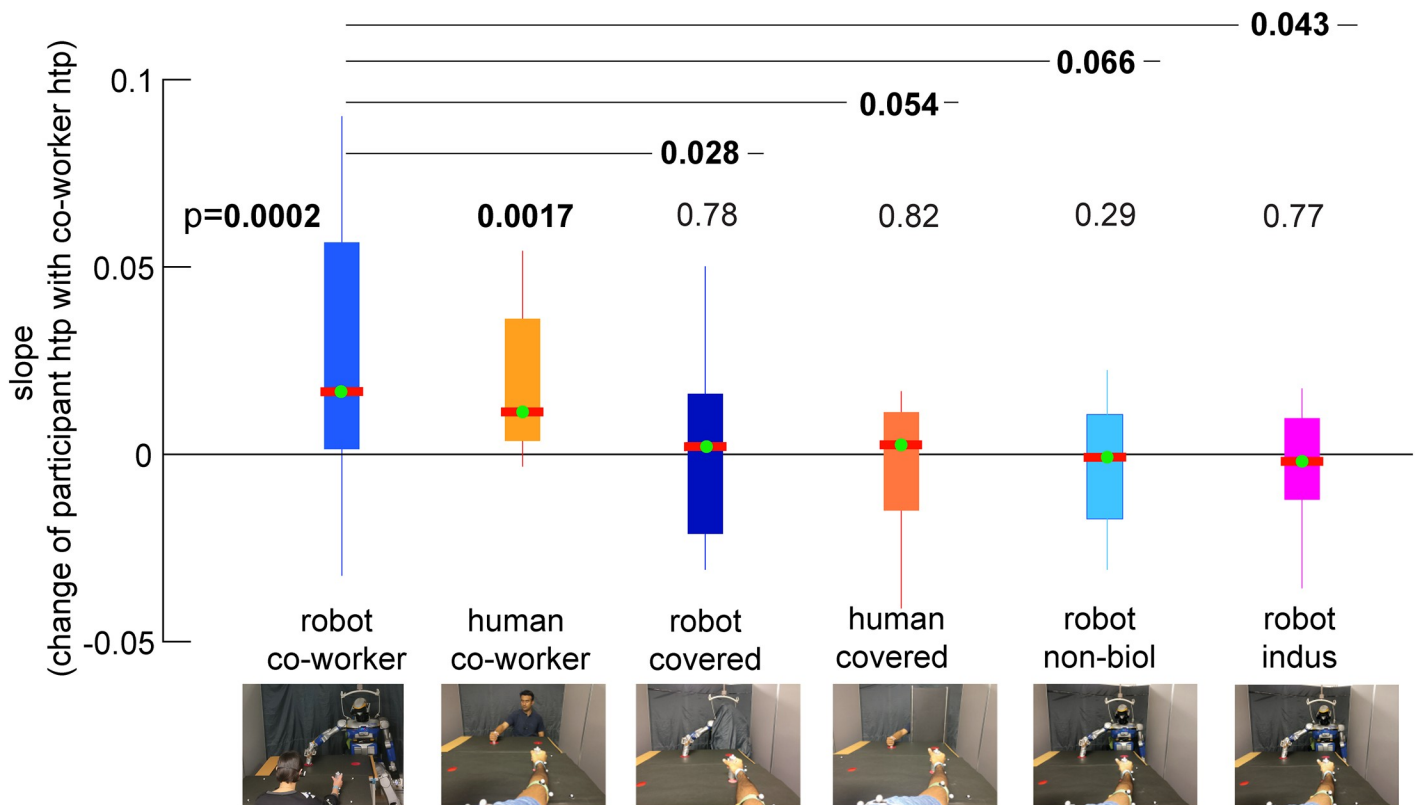 0.043
0.066
0.1
0.054
0.028
p=0.0002 0.0017 0.78 0.82 0.29 0.77
0.05
slope
(change of participant htp with co-worker htp)
0
-0.05
robot
co-worker
human
co-worker
robot
covered
human
covered
robot
non-biol
robot
indus